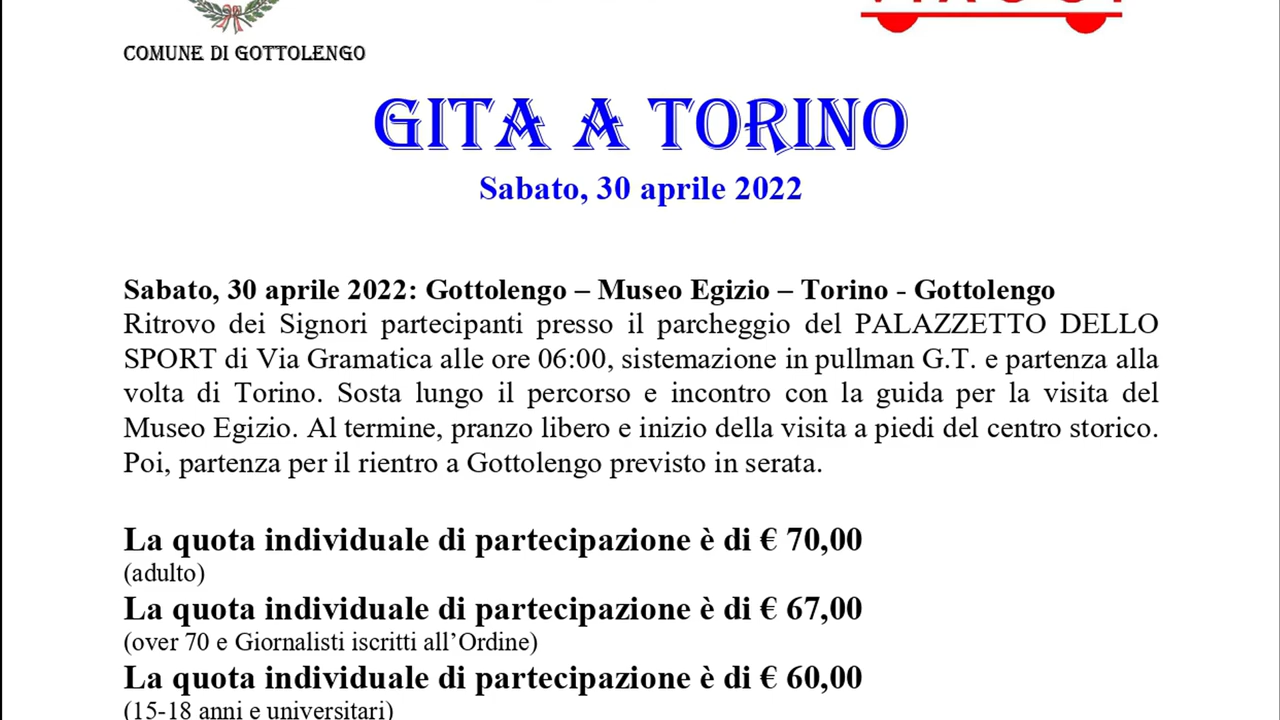 COMUNE DI GOTTOLENGO
GITA A TORINO
Sabato, 30 aprile 2022
Sabato, 30 aprile 2022: Gottolengo – Museo Egizio – Torino - Gottolengo
Ritrovo dei Signori partecipanti presso il parcheggio del PALAZZETTO DELLO
SPORT di Via Gramatica alle ore 06:00, sistemazione in pullman G.T. e partenza alla
volta di Torino. Sosta lungo il percorso e incontro con la guida per la visita del
Museo Egizio. Al termine, pranzo libero e inizio della visita a piedi del centro storico.
Poi, partenza per il rientro a Gottolengo previsto in serata.
La quota individuale di partecipazione è di € 70,00
(adulto)
La quota individuale di partecipazione è di € 67,00
(over 70 e Giornalisti iscritti all’Ordine)
La quota individuale di partecipazione è di € 60,00
(15-18 anni e universitari)